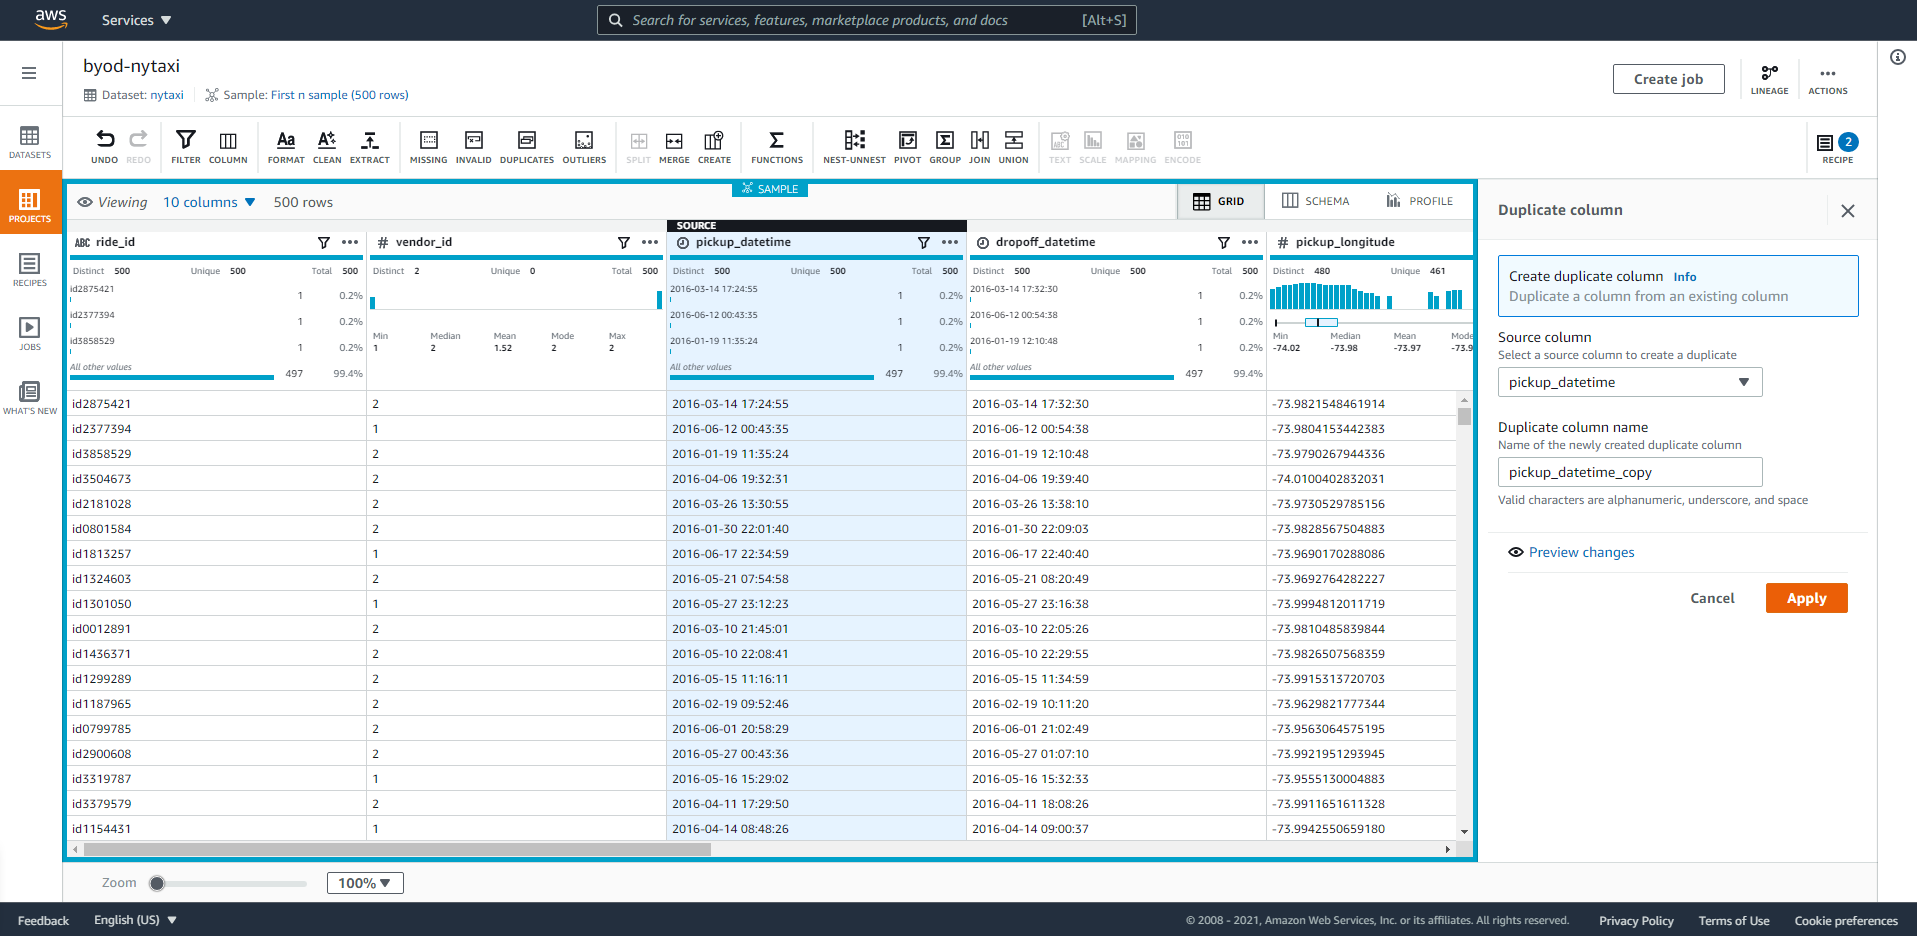 aws Services ▼ Search for services, features, marketplace products, and docs [Alt+S]
byod-nytaxi
Dataset: nytaxi Sample: First n sample (500 rows)
Create job LINEAGE ACTIONS
UNDO REDO FILTER COLUMN FORMAT CLEAN EXTRACT MISSING INVALID DUPLICATES OUTLIERS SPLIT MERGE CREATE FUNCTIONS NEST-UNNEST PIVOT GROUP JOIN UNION TEXT SCALE MAPPING ENCODE 2 RECIPE
DATASETS
PROJECTS
RECIPES
JOBS
WHAT'S NEW
SAMPLE
Viewing 10 columns ▼ 500 rows GRID SCHEMA PROFILE
SOURCE
ABC ride_id # vendor_id pickup_datetime dropoff_datetime # pickup_longitude
Distinct 500 Unique 500 Total 500 Distinct 2 Unique 0 Total 500 Distinct 500 Unique 500 Total 500 Distinct 500 Unique 500 Total 500 Distinct 480 Unique 461
id2875421 1 0.2% 2016-03-14 17:24:55 1 0.2% 2016-03-14 17:32:30 1 0.2%
id2377394 1 0.2% 2016-06-12 00:43:35 1 0.2% 2016-06-12 00:54:38 1 0.2%
Min Median Mean Mode Max Min Median Mean Mode
id3858529 1 0.2% 1 2 1.52 2 2 2016-01-19 11:35:24 1 0.2% 2016-01-19 12:10:48 1 0.2% -74.02 -73.98 -73.97 -73.9
All other values 497 99.4% All other values 497 99.4% All other values 497 99.4%
id2875421 2 2016-03-14 17:24:55 2016-03-14 17:32:30 -73.9821548461914
id2377394 1 2016-06-12 00:43:35 2016-06-12 00:54:38 -73.9804153442383
id3858529 2 2016-01-19 11:35:24 2016-01-19 12:10:48 -73.9790267944336
id3504673 2 2016-04-06 19:32:31 2016-04-06 19:39:40 -74.0100402832031
id2181028 2 2016-03-26 13:30:55 2016-03-26 13:38:10 -73.9730529785156
id0801584 2 2016-01-30 22:01:40 2016-01-30 22:09:03 -73.9828567504883
id1813257 1 2016-06-17 22:34:59 2016-06-17 22:40:40 -73.9690170288086
id1324603 2 2016-05-21 07:54:58 2016-05-21 08:20:49 -73.9692764282227
id1301050 1 2016-05-27 23:12:23 2016-05-27 23:16:38 -73.9994812011719
id0012891 2 2016-03-10 21:45:01 2016-03-10 22:05:26 -73.9810485839844
id1436371 2 2016-05-10 22:08:41 2016-05-10 22:29:55 -73.9826507568359
id1299289 2 2016-05-15 11:16:11 2016-05-15 11:34:59 -73.9915313720703
id1187965 2 2016-02-19 09:52:46 2016-02-19 10:11:20 -73.9629821777344
id0799785 2 2016-06-01 20:58:29 2016-06-01 21:02:49 -73.9563064575195
id2900608 2 2016-05-27 00:43:36 2016-05-27 01:07:10 -73.9921951293945
id3319787 1 2016-05-16 15:29:02 2016-05-16 15:32:33 -73.9555130004883
id3379579 2 2016-04-11 17:29:50 2016-04-11 18:08:26 -73.9911651611328
id1154431 1 2016-04-14 08:48:26 2016-04-14 09:00:37 -73.9942550659180
Duplicate column
Create duplicate column Info
Duplicate a column from an existing column
Source column
Select a source column to create a duplicate
pickup_datetime
Duplicate column name
Name of the newly created duplicate column
pickup_datetime_copy
Valid characters are alphanumeric, underscore, and space
Preview changes
Cancel Apply
Zoom 100% ▼
Feedback English (US) ▼ © 2008 - 2021, Amazon Web Services, Inc. or its affiliates. All rights reserved. Privacy Policy Terms of Use Cookie preferences